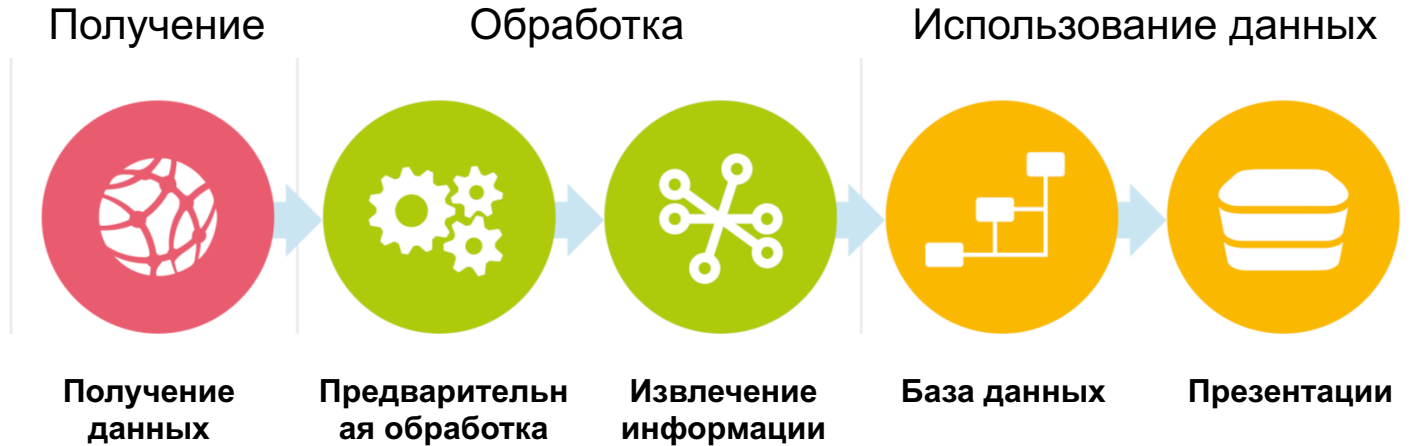 Получение
Обработка
Использование данных
Получение
данных
Предварительн
ая обработка
Извлечение
информации
База данных
Презентации